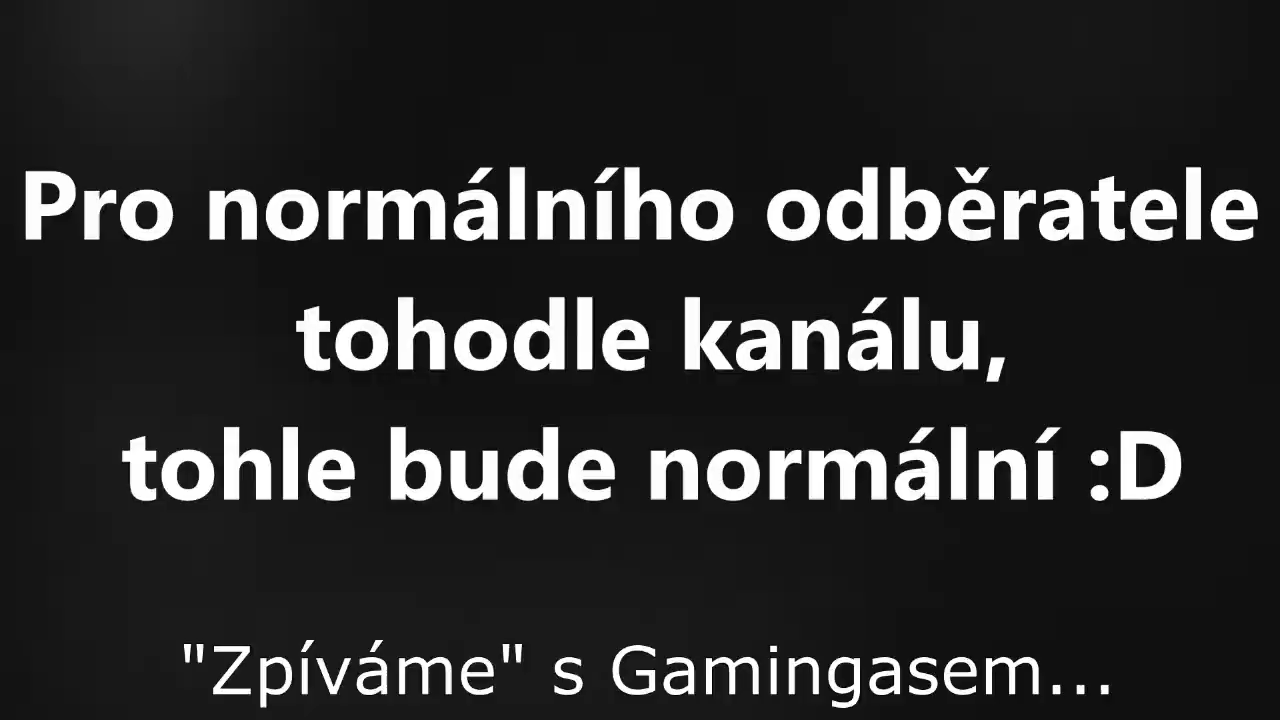 Pro normálního odběratele
tohodle kanálu,
tohle bude normální :D
"Zpíváme" s Gamingasem...